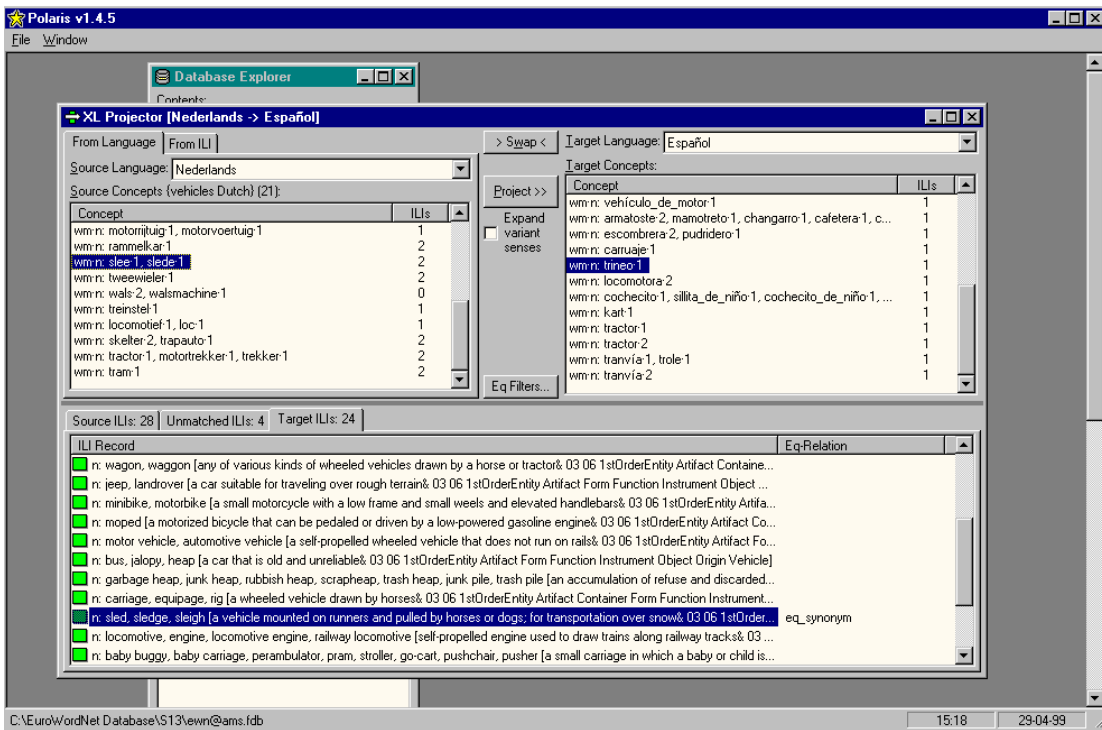 Polaris v1.4.5
File Window
Database Explorer
Contents:
XL Projector [Nederlands -> Español]
From Language From ILI
> Swap <
Target Language: Español
Source Language: Nederlands
Target Concepts:
Source Concepts {vehicles Dutch} (21):
Project >>
Concept ILIs
Concept ILIs
Expand variant senses
wm·n: motorrijtuig·1, motorvoertuig·1 1
wm·n: rammelkar·1 2
wm·n: slee·1, slede·1 2
wm·n: tweewieler·1 2
wm·n: wals·2, walsmachine·1 0
wm·n: treinstel·1 1
wm·n: locomotief·1, loc·1 1
wm·n: skelter·2, trapauto·1 2
wm·n: tractor·1, motortrekker·1, trekker·1 2
wm·n: tram·1 2
wm·n: vehículo_de_motor·1 1
wm·n: armatoste·2, mamotreto·1, changarro·1, cafetera·1, c... 1
wm·n: escombrera·2, pudridero·1 1
wm·n: carruaje·1 1
wm·n: trineo·1 1
wm·n: locomotora·2 1
wm·n: cochecito·1, sillita_de_niño·1, cochecito_de_niño·1, ... 1
wm·n: kart·1 1
wm·n: tractor·1 1
wm·n: tractor·2 1
wm·n: tranvía·1, trole·1 1
wm·n: tranvía·2 1
Eq Filters...
Source ILIs: 28 Unmatched ILIs: 4 Target ILIs: 24
ILI Record Eq-Relation
n: wagon, waggon [any of various kinds of wheeled vehicles drawn by a horse or tractor& 03 06 1stOrderEntity Artifact Containe...
n: jeep, landrover [a car suitable for traveling over rough terrain& 03 06 1stOrderEntity Artifact Form Function Instrument Object ...
n: minibike, motorbike [a small motorcycle with a low frame and small weels and elevated handlebars& 03 06 1stOrderEntity Artifa...
n: moped [a motorized bicycle that can be pedaled or driven by a low-powered gasoline engine& 03 06 1stOrderEntity Artifact Co...
n: motor vehicle, automotive vehicle [a self-propelled wheeled vehicle that does not run on rails& 03 06 1stOrderEntity Artifact Fo...
n: bus, jalopy, heap [a car that is old and unreliable& 03 06 1stOrderEntity Artifact Form Function Instrument Object Origin Vehicle]
n: garbage heap, junk heap, rubbish heap, scrapheap, trash heap, junk pile, trash pile [an accumulation of refuse and discarded...
n: carriage, equipage, rig [a wheeled vehicle drawn by horses& 03 06 1stOrderEntity Artifact Container Form Function Instrument...
n: sled, sledge, sleigh [a vehicle mounted on runners and pulled by horses or dogs; for transportation over snow& 03 06 1stOrder... eq_synonym
n: locomotive, engine, locomotive engine, railway locomotive [self-propelled engine used to draw trains along railway tracks& 03 ...
n: baby buggy, baby carriage, perambulator, pram, stroller, go-cart, pushchair, pusher [a small carriage in which a baby or child is...
C:\EuroWordNet Database\S13\ewn@ams.fdb 15:18 29-04-99